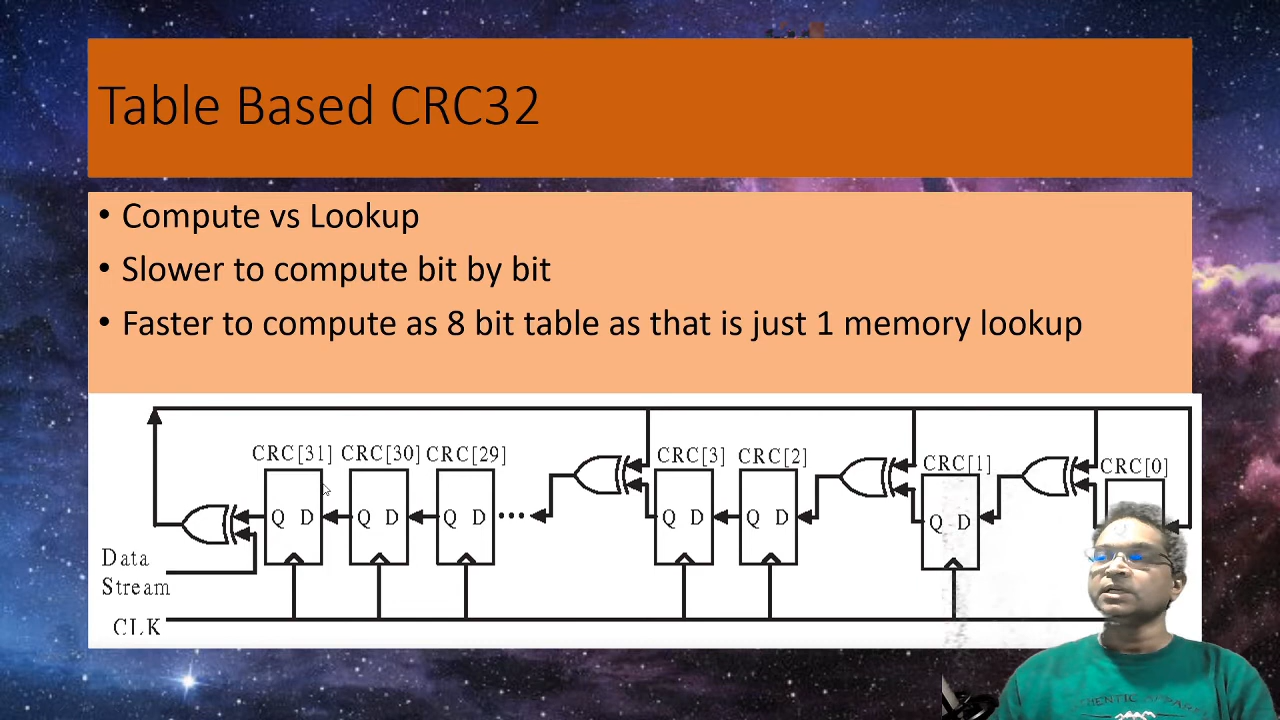 Table Based CRC32
• Compute vs Lookup
• Slower to compute bit by bit
• Faster to compute as 8 bit table as that is just 1 memory lookup
CRC[31] CRC[30] CRC[29] CRC[3] CRC[2] CRC[1] CRC[0]
Q D Q D Q D ••• Q D Q D Q D
Data
Stream
CLK